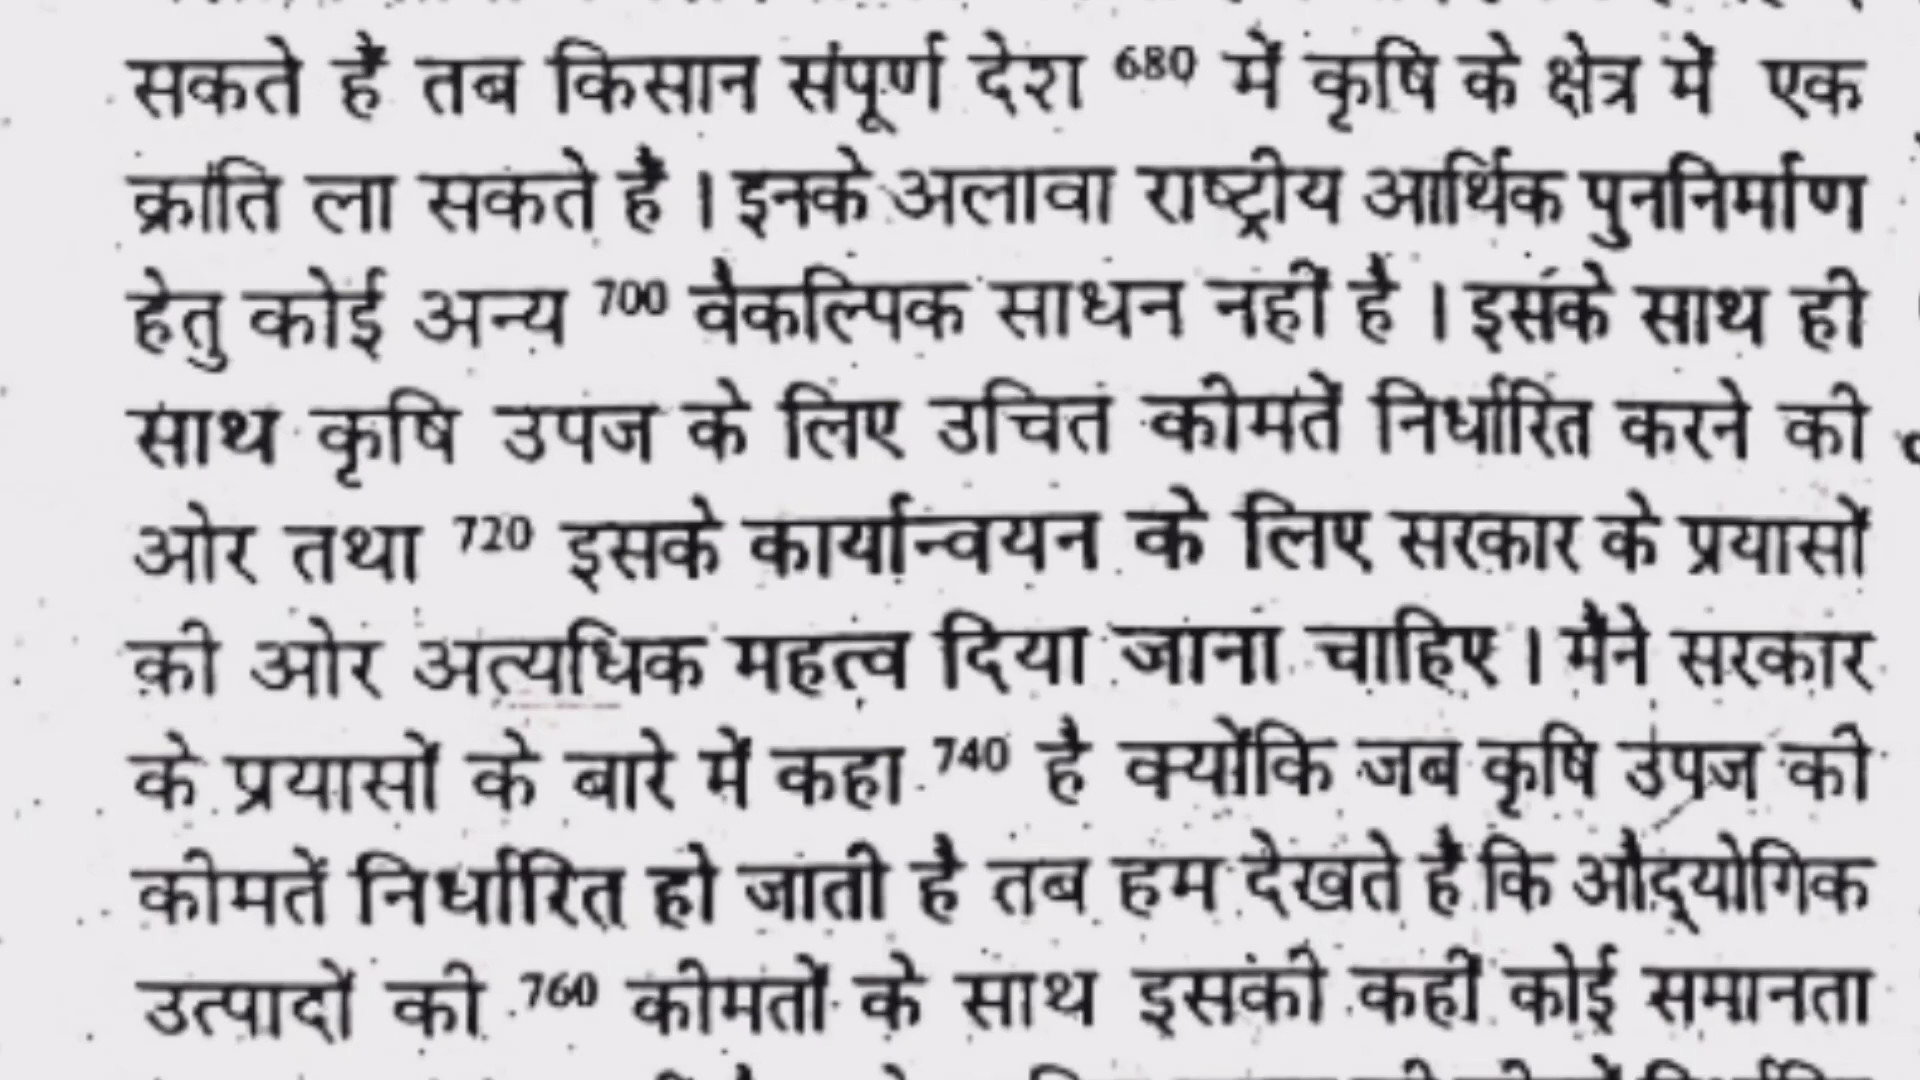 सकते हैं तब किसान संपूर्ण देश 680 में कृषि के क्षेत्र में एक
क्रांति ला सकते हैं । इनके अलावा राष्ट्रीय आर्थिक पुननिर्माण
हेतु कोई अन्य 700 वैकल्पिक साधन नहीं है । इसके साथ ही
साथ कृषि उपज के लिए उचित कीमतें निर्धारित करने की
ओर तथा 720 इसके कार्यान्वयन के लिए सरकार के प्रयासों
की ओर अत्यधिक महत्व दिया जाना चाहिए । मैंने सरकार
के प्रयासों के बारे में कहा 740 है क्योंकि जब कृषि उपज की
कीमतें निर्धारित हो जाती है तब हम देखते हैं कि औद्योगिक
उत्पादों की 760 कीमतों के साथ इसकी कहीं कोई समानता